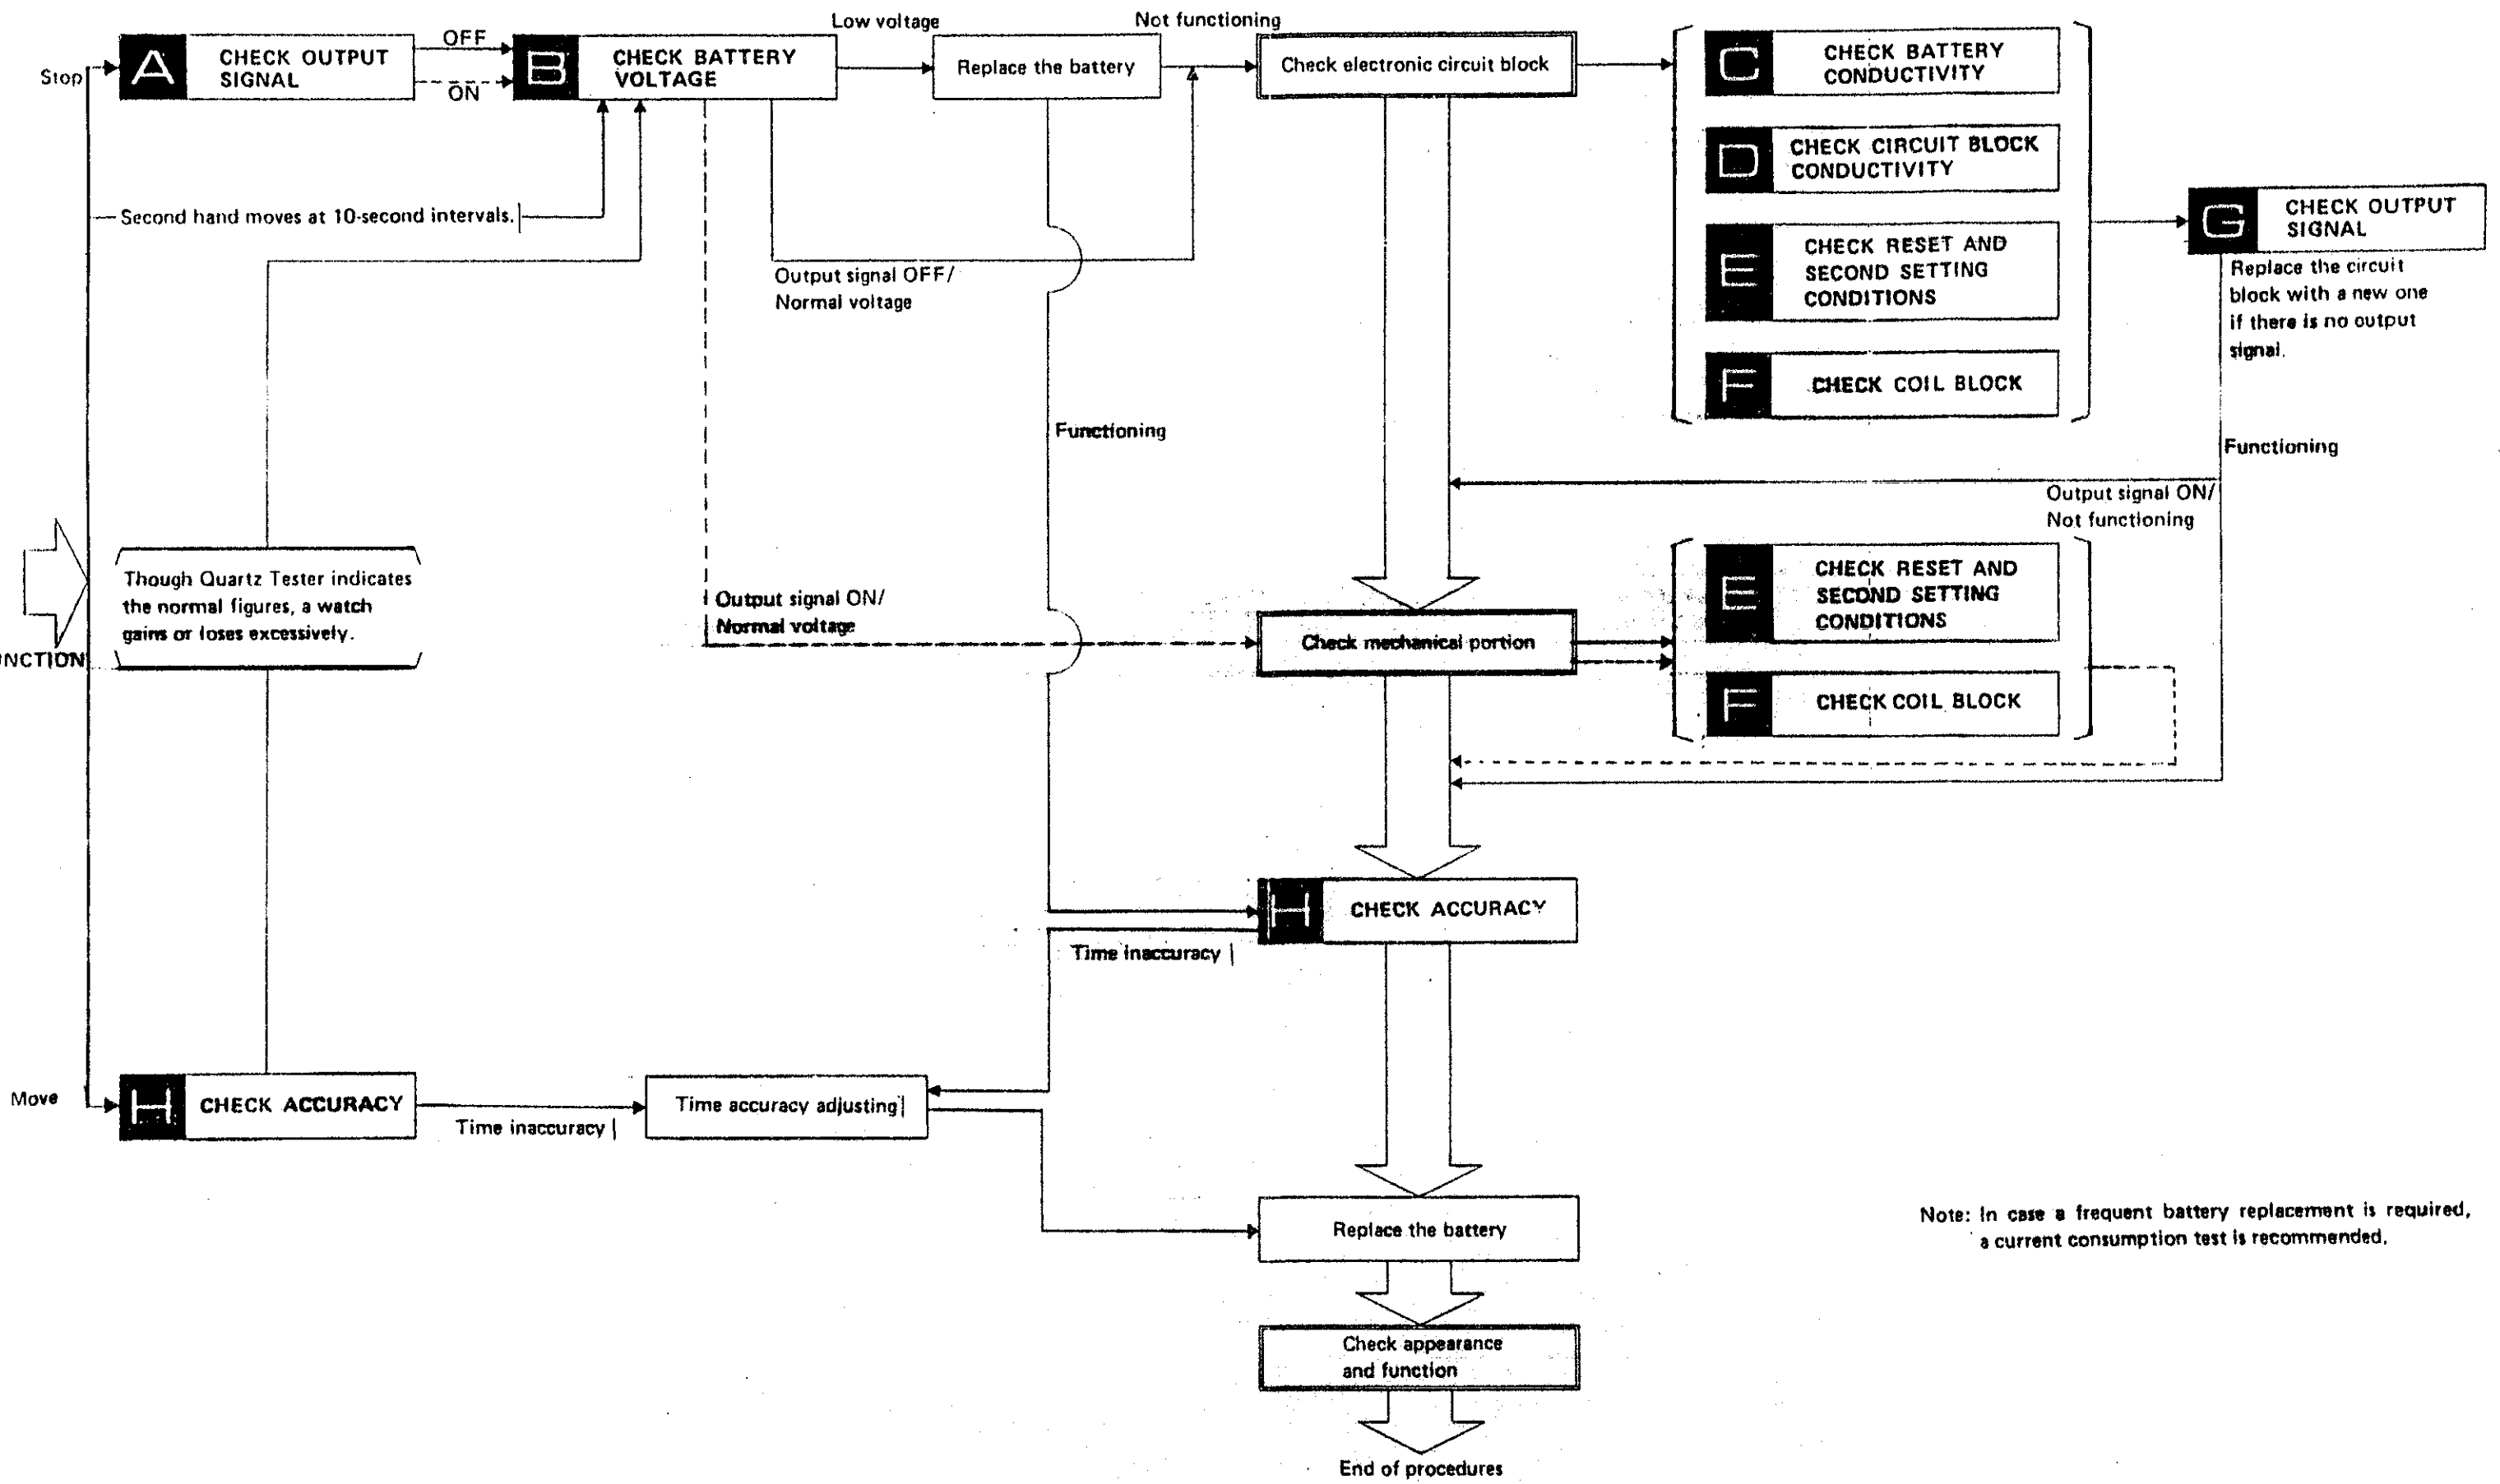 Low voltage
Not functioning
Stop
A
CHECK OUTPUT
SIGNAL
OFF
ON
B
CHECK BATTERY
VOLTAGE
Replace the battery
Check electronic circuit block
C
CHECK BATTERY
CONDUCTIVITY
D
CHECK CIRCUIT BLOCK
CONDUCTIVITY
E
CHECK RESET AND
SECOND SETTING
CONDITIONS
F
CHECK COIL BLOCK
G
CHECK OUTPUT
SIGNAL
Replace the circuit
block with a new one
if there is no output
signal.
Second hand moves at 10-second intervals.
Output signal OFF/
Normal voltage
Functioning
Functioning
Output signal ON/
Not functioning
Though Quartz Tester indicates
the normal figures, a watch
gains or loses excessively.
NCTION
Output signal ON/
Normal voltage
Check mechanical portion
E
CHECK RESET AND
SECOND SETTING
CONDITIONS
F
CHECK COIL BLOCK
H
CHECK ACCURACY
Time inaccuracy
Move
H
CHECK ACCURACY
Time inaccuracy
Time accuracy adjusting
Replace the battery
Note: In case a frequent battery replacement is required,
a current consumption test is recommended.
Check appearance
and function
End of procedures